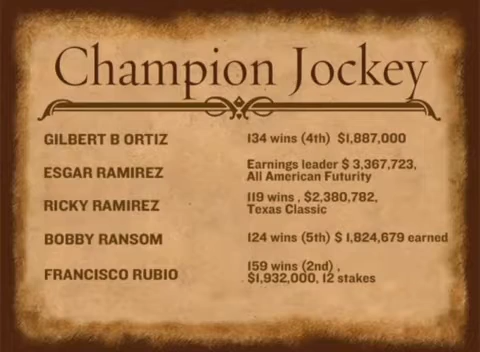 Champion Jockey
GILBERT B ORTIZ 134 wins (4th) $1,887,000
ESGAR RAMIREZ Earnings leader $ 3,367,723,
All American Futurity
RICKY RAMIREZ 119 wins , $2,380,782,
Texas Classic
BOBBY RANSOM 124 wins (5th) $ 1,824,679 earned
FRANCISCO RUBIO 159 wins (2nd) ,
$1,932,000, 12 stakes